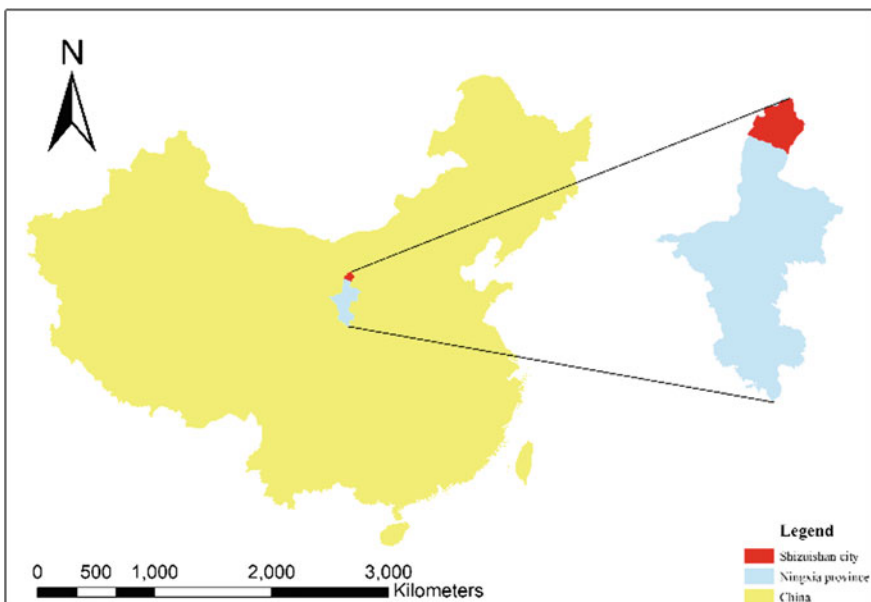 N
Legend
Shizuishan city
Ningxia province
China
0 500 1,000 2,000 3,000
Kilometers